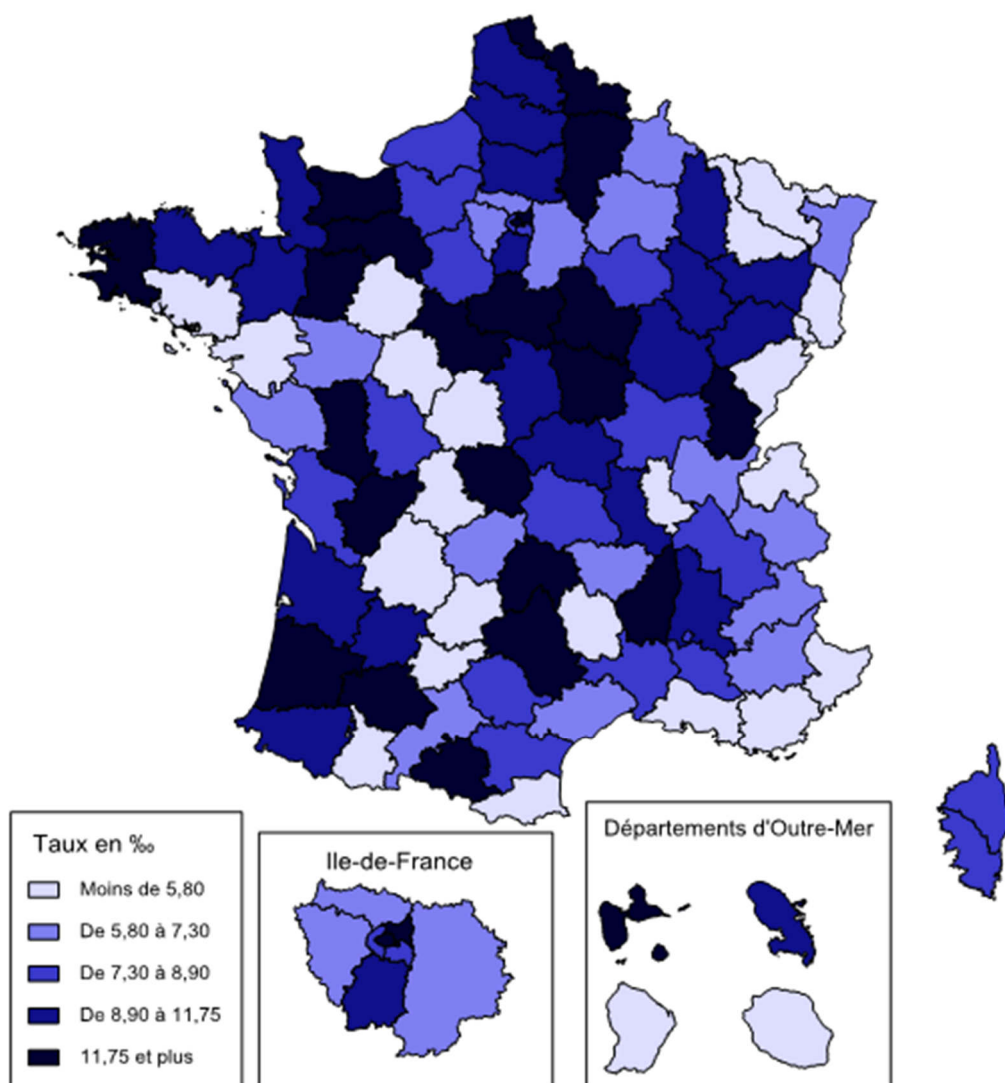 Taux en ‰
Moins de 5,80
De 5,80 à 7,30
De 7,30 à 8,90
De 8,90 à 11,75
11,75 et plus
Ile-de-France
Départements d'Outre-Mer